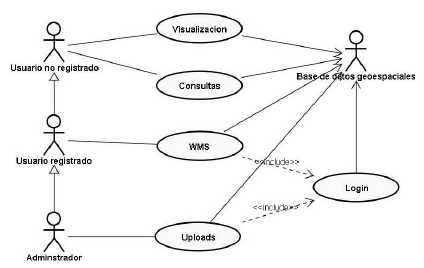 Visualizacion
Usuario no registrado
Base de datos geoespaciales
Consultas
WMS
Usuario registrado
<<include>>
Login
<<include>>
Uploads
Adminstrador